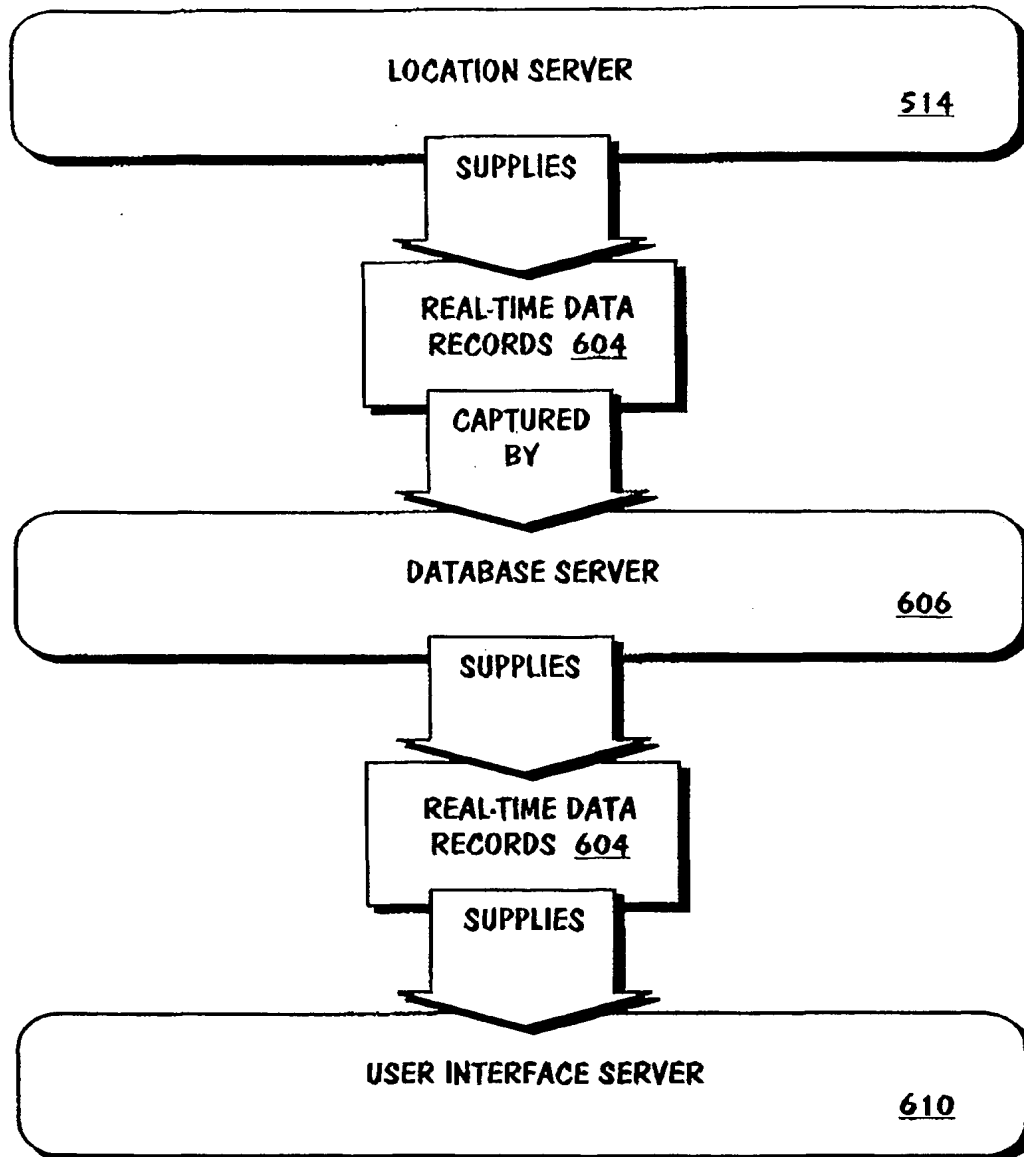 LOCATION SERVER
514
SUPPLIES
REAL-TIME DATA
RECORDS 604
CAPTURED
BY
DATABASE SERVER
606
SUPPLIES
REAL-TIME DATA
RECORDS 604
SUPPLIES
USER INTERFACE SERVER
610